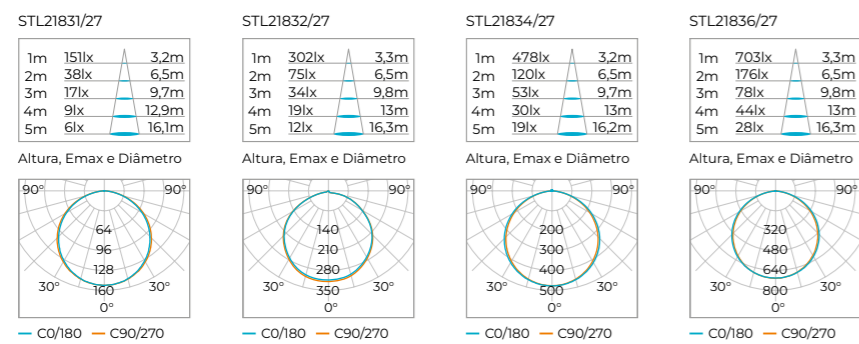 STL21831/27
1m 151lx 3,2m
2m 38lx 6,5m
3m 17lx 9,7m
4m 9lx 12,9m
5m 6lx 16,1m
Altura, Emax e Diâmetro
90° 90°
64
96
128
30° 160 30°
0°
C0/180 C90/270
STL21832/27
1m 302lx 3,3m
2m 75lx 6,5m
3m 34lx 9,8m
4m 19lx 13m
5m 12lx 16,3m
Altura, Emax e Diâmetro
90° 90°
140
210
280
30° 350 30°
0°
C0/180 C90/270
STL21834/27
1m 478lx 3,2m
2m 120lx 6,5m
3m 53lx 9,7m
4m 30lx 13m
5m 19lx 16,2m
Altura, Emax e Diâmetro
90° 90°
200
300
400
30° 500 30°
0°
C0/180 C90/270
STL21836/27
1m 703lx 3,3m
2m 176lx 6,5m
3m 78lx 9,8m
4m 44lx 13m
5m 28lx 16,3m
Altura, Emax e Diâmetro
90° 90°
320
480
640
30° 800 30°
0°
C0/180 C90/270